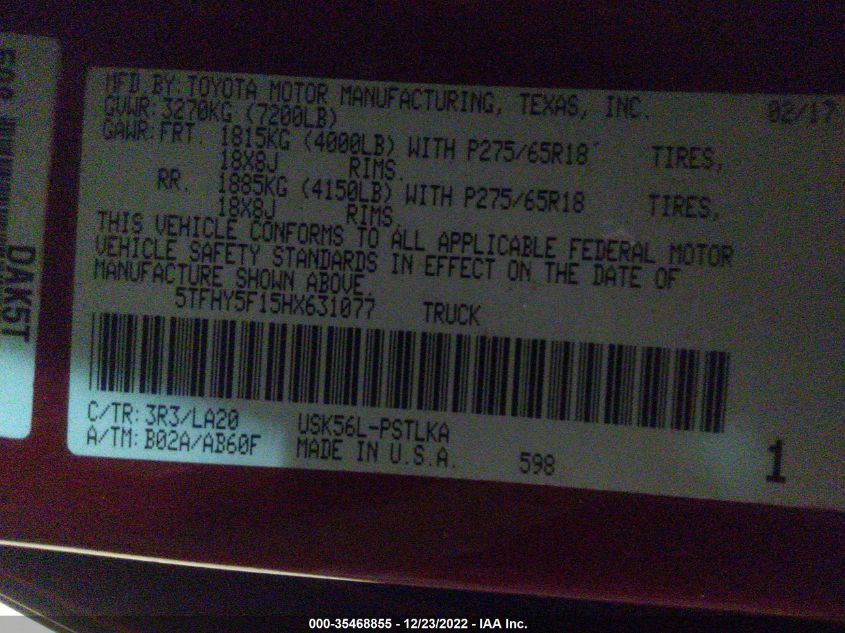 MFD. BY: TOYOTA MOTOR MANUFACTURING, TEXAS, INC. 02/17
GVWR: 3270KG (7200LB)
GAWR: FRT. 1815KG (4000LB) WITH P275/65R18 TIRES,
18X8J RIMS.
RR. 1885KG (4150LB) WITH P275/65R18 TIRES,
18X8J RIMS.
THIS VEHICLE CONFORMS TO ALL APPLICABLE FEDERAL MOTOR
VEHICLE SAFETY STANDARDS IN EFFECT ON THE DATE OF
MANUFACTURE SHOWN ABOVE.
5TFHY5F15HX631077 TRUCK
C/TR: 3R3/LA20 USK56L-PSTLKA
A/TM: B02A/AB60F MADE IN U.S.A. 598 1
DAK5T
000-35468855 - 12/23/2022 - IAA Inc.